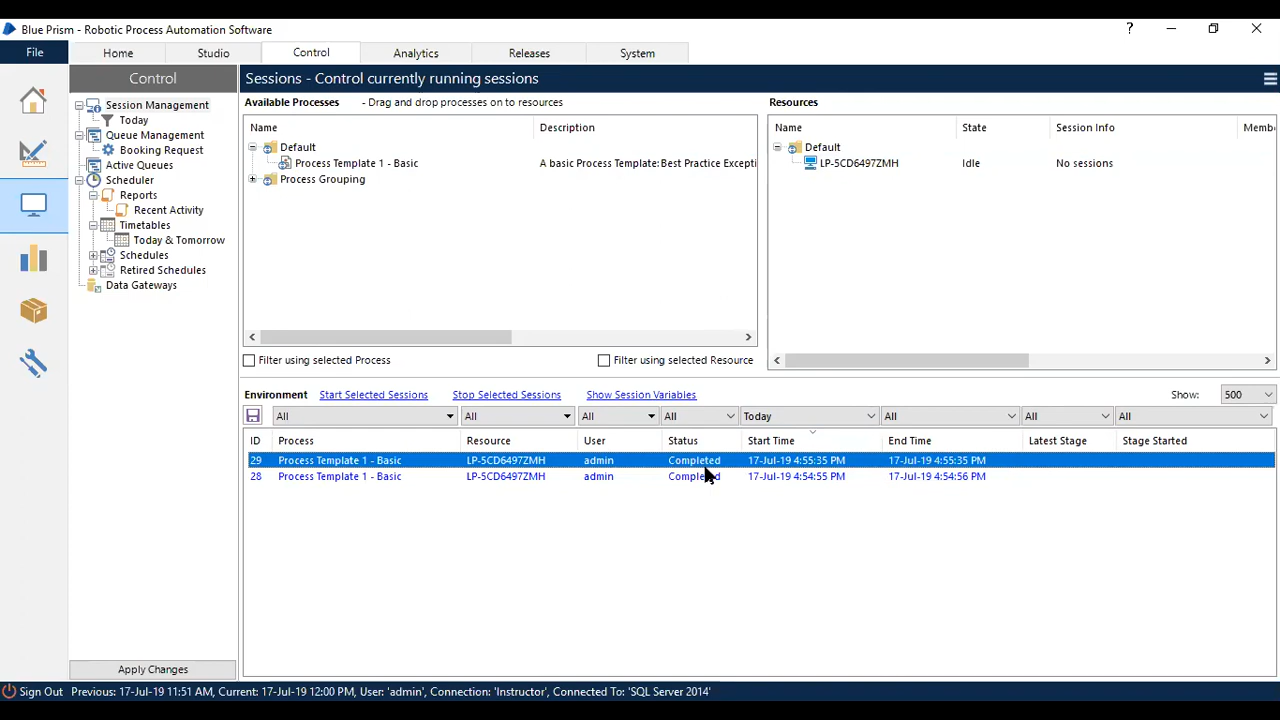 Blue Prism - Robotic Process Automation Software
?
File Home Studio Control Analytics Releases System
Control
Sessions - Control currently running sessions
Session Management
Today
Queue Management
Booking Request
Active Queues
Scheduler
Reports
Recent Activity
Timetables
Today & Tomorrow
Schedules
Retired Schedules
Data Gateways
Apply Changes
Available Processes - Drag and drop processes on to resources
Name Description
Default
Process Template 1 - Basic A basic Process Template: Best Practice Excepti
Process Grouping
Filter using selected Process Filter using selected Resource
Resources
Name State Session Info Membe
Default
LP-5CD6497ZMH Idle No sessions
Environment Start Selected Sessions Stop Selected Sessions Show Session Variables Show: 500
All All All All Today All All All
ID Process Resource User Status Start Time End Time Latest Stage Stage Started
29 Process Template 1 - Basic LP-5CD6497ZMH admin Completed 17-Jul-19 4:55:35 PM 17-Jul-19 4:55:35 PM
28 Process Template 1 - Basic LP-5CD6497ZMH admin Completed 17-Jul-19 4:54:55 PM 17-Jul-19 4:54:56 PM
Sign Out Previous: 17-Jul-19 11:51 AM, Current: 17-Jul-19 12:00 PM, User: 'admin', Connection: 'Instructor', Connected To: 'SQL Server 2014'